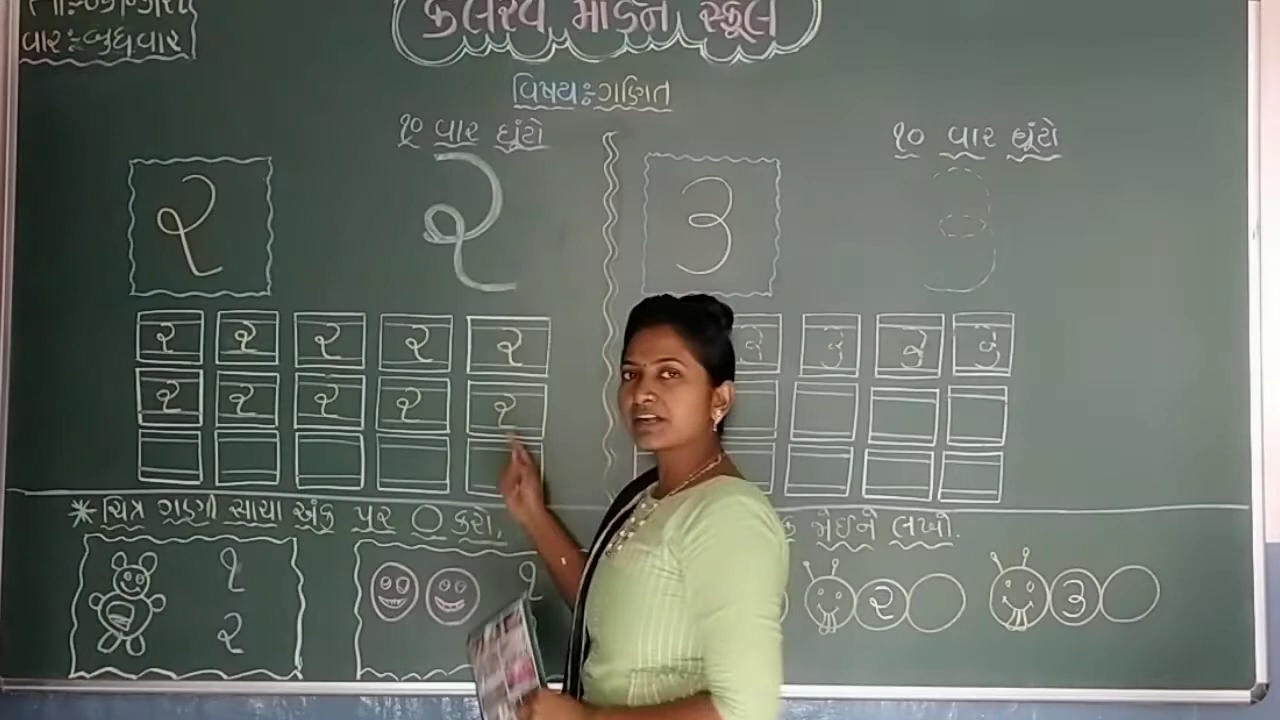 વાર:-બુધવાર
કલરવ મોર્ડન સ્કૂલ
વિષય:-ગણિત
૧૦ વાર ઘૂંટો
૧૦ વાર ઘૂંટો
૨ ૨ ૩ ૩
૨ ૨ ૨ ૨ ૨ ૩ ૩ ૩ ૩
૨ ૨ ૨ ૨ ૨
* ચિત્ર ગણી સાચા અંક પર ○ કરો.
જોઈને લખો.
૧ ૧
૨ ૨ ૩